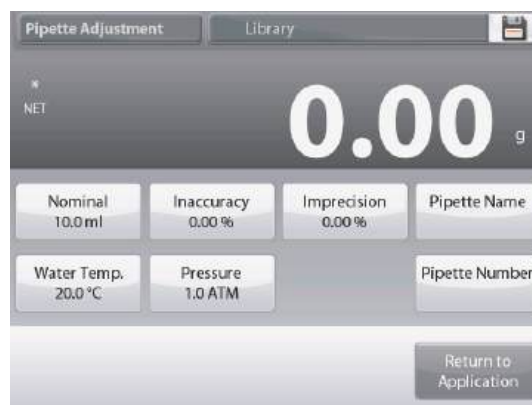 Pipette Adjustment
Library
*
NET
0.00 g
Nominal
10.0 ml
Inaccuracy
0.00 %
Imprecision
0.00 %
Pipette Name
Water Temp.
20.0 °C
Pressure
1.0 ATM
Pipette Number
Return to
Application